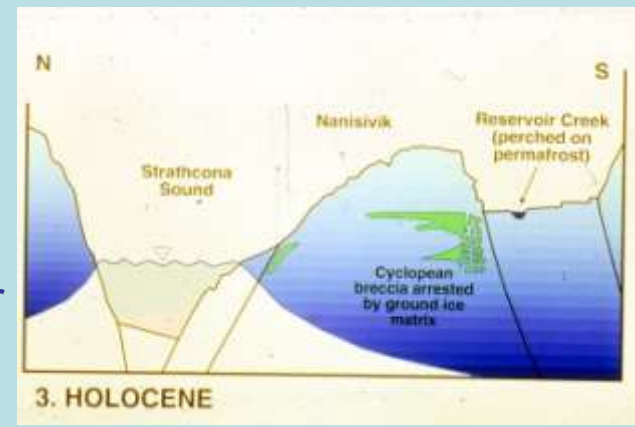 N
S
Nanisivik
Reservoir Creek
(perched on
permafrost)
Strathcona
Sound
Cyclopean
breccia arrested
by ground ice
matrix
3. HOLOCENE